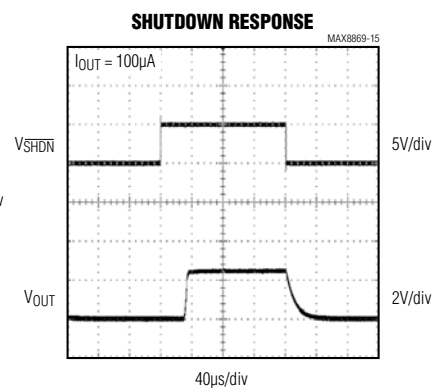 SHUTDOWN RESPONSE
MAX8869-15
IOUT = 100µA
VSHDN
5V/div
VOUT
2V/div
40µs/div